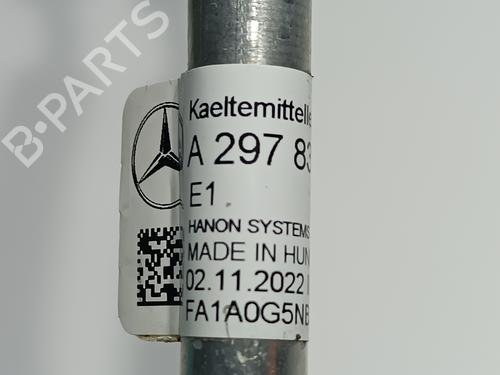 B-PARTS
Kaeltemittelle
A 297 83
E1
HANON SYSTEMS
MADE IN HUN
02.11.2022
FA1A0G5NB